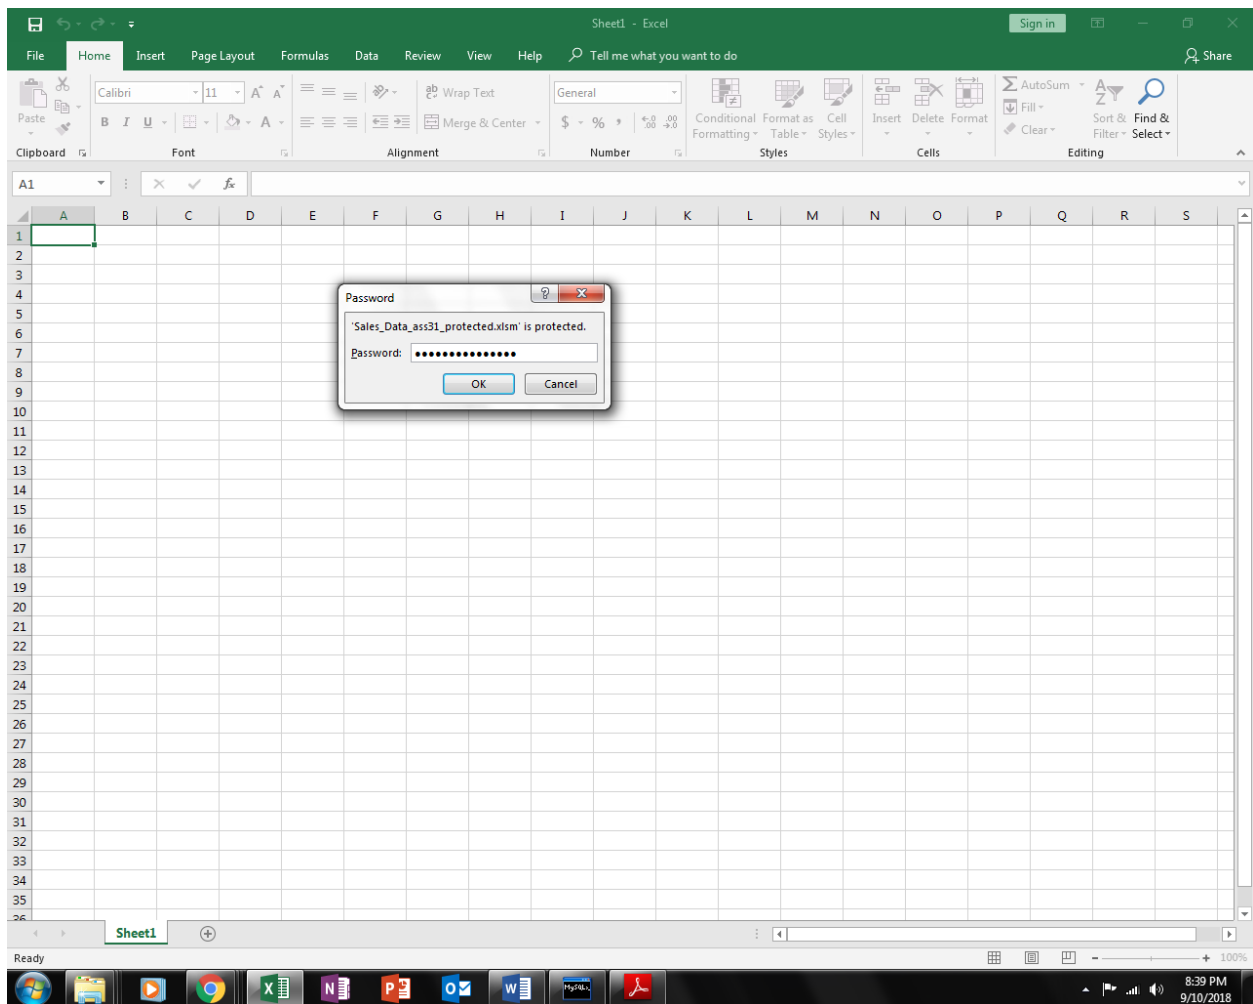 Sheet1 - Excel
Sign in
File Home Insert Page Layout Formulas Data Review View Help Tell me what you want to do Share
Paste
Calibri 11 A A
B I U A
ab Wrap Text
Merge & Center
General
$ % , .00 .0
Conditional Formatting
Format as Table
Cell Styles
Insert Delete Format
AutoSum
Fill
Clear
Sort & Filter
Find & Select
Clipboard Font Alignment Number Styles Cells Editing
A1 fx
A B C D E F G H I J K L M N O P Q R S
1
2
3
4
5
6
7
8
9
10
11
12
13
14
15
16
17
18
19
20
21
22
23
24
25
26
27
28
29
30
31
32
33
34
35
36
Password ? X
'Sales_Data_ass31_protected.xlsm' is protected.
Password: •••••••••••••••
OK Cancel
Sheet1
Ready 100%
8:39 PM
9/10/2018